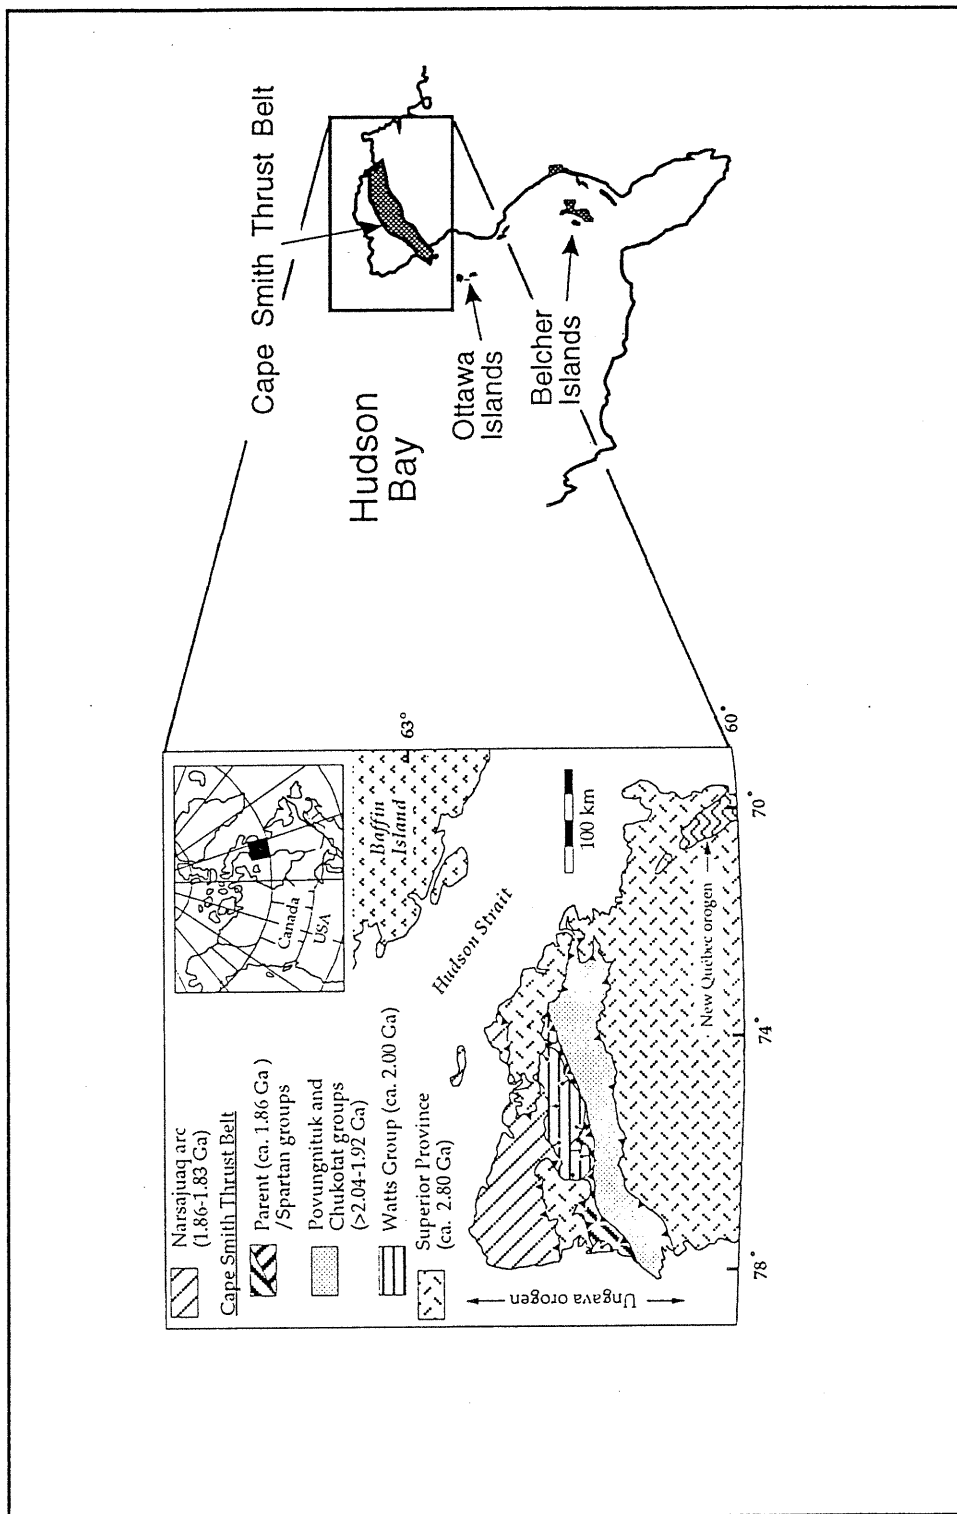 Narsajuaq arc
(1.86-1.83 Ga)
Cape Smith Thrust Belt
Parent (ca. 1.86 Ga )
/Spartan groups
Povungnituk and
Chukotat groups
(>2.04-1.92 Ga)
Watts Group (ca. 2.00 Ga)
Superior Province
(ca. 2.80 Ga)
Ungava orogen
Canada
USA
Baffin
Island
Hudson Strait
100 km
New Québec orogen
63°
60°
78°
74°
70°
Cape Smith Thrust Belt
Hudson
Bay
Ottawa
Islands
Belcher
Islands